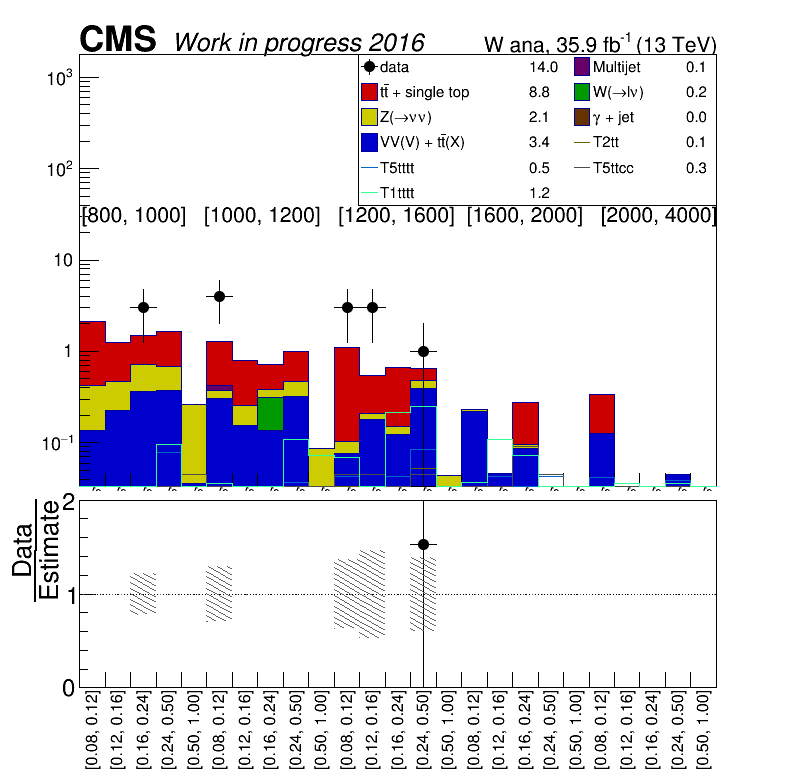 CMS Work in progress 2016 W ana, 35.9 fb⁻¹ (13 TeV)
data 14.0 Multijet 0.1
tt̄ + single top 8.8 W(→lν) 0.2
Z(→νν) 2.1 γ + jet 0.0
VV(V) + tt̄(X) 3.4 T2tt 0.1
T5tttt 0.5 T5ttcc 0.3
T1tttt 1.2
[800, 1000] [1000, 1200] [1200, 1600] [1600, 2000] [2000, 4000]
10³
10²
10
1
10⁻¹
Data
Estimate
2
1
0
[0.08, 0.12] [0.12, 0.16] [0.16, 0.24] [0.24, 0.50] [0.50, 1.00] [0.08, 0.12] [0.12, 0.16] [0.16, 0.24] [0.24, 0.50] [0.50, 1.00] [0.08, 0.12] [0.12, 0.16] [0.16, 0.24] [0.24, 0.50] [0.50, 1.00] [0.08, 0.12] [0.12, 0.16] [0.16, 0.24] [0.24, 0.50] [0.50, 1.00] [0.08, 0.12] [0.12, 0.16] [0.16, 0.24] [0.24, 0.50] [0.50, 1.00]